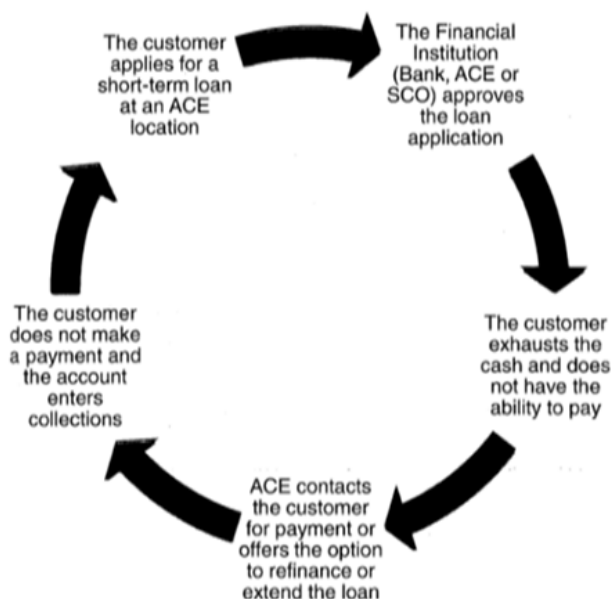 The customer
applies for a
short-term loan
at an ACE
location
The Financial
Institution
(Bank, ACE or
SCO) approves
the loan
application
The customer
exhausts the
cash and does
not have the
ability to pay
ACE contacts
the customer
for payment or
offers the option
to refinance or
extend the loan
The customer
does not make
a payment and
the account
enters
collections